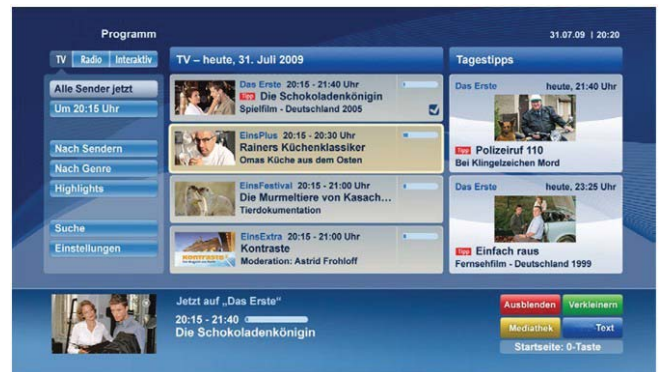 Programm
31.07.09 | 20:20
TV Radio Interaktiv
TV – heute, 31. Juli 2009
Tagestipps
Alle Sender jetzt
Um 20:15 Uhr
Nach Sendern
Nach Genre
Highlights
Suche
Einstellungen
Das Erste 20:15 - 21:40 Uhr
Tipp Die Schokoladenkönigin
Spielfilm - Deutschland 2005
EinsPlus 20:15 - 20:30 Uhr
Rainers Küchenklassiker
Omas Küche aus dem Osten
EinsFestival 20:15 - 21:00 Uhr
Die Murmeltiere von Kasach...
Tierdokumentation
KONTRASTE
EinsExtra 20:15 - 21:00 Uhr
Kontraste
Moderation: Astrid Frohloff
Das Erste heute, 21:40 Uhr
Tipp Polizeiruf 110
Bei Klingelzeichen Mord
Das Erste heute, 23:25 Uhr
Tipp Einfach raus
Fernsehfilm - Deutschland 1999
Jetzt auf „Das Erste“
20:15 - 21:40
Die Schokoladenkönigin
Ausblenden Verkleinern
Mediathek Text
Startseite: 0-Taste